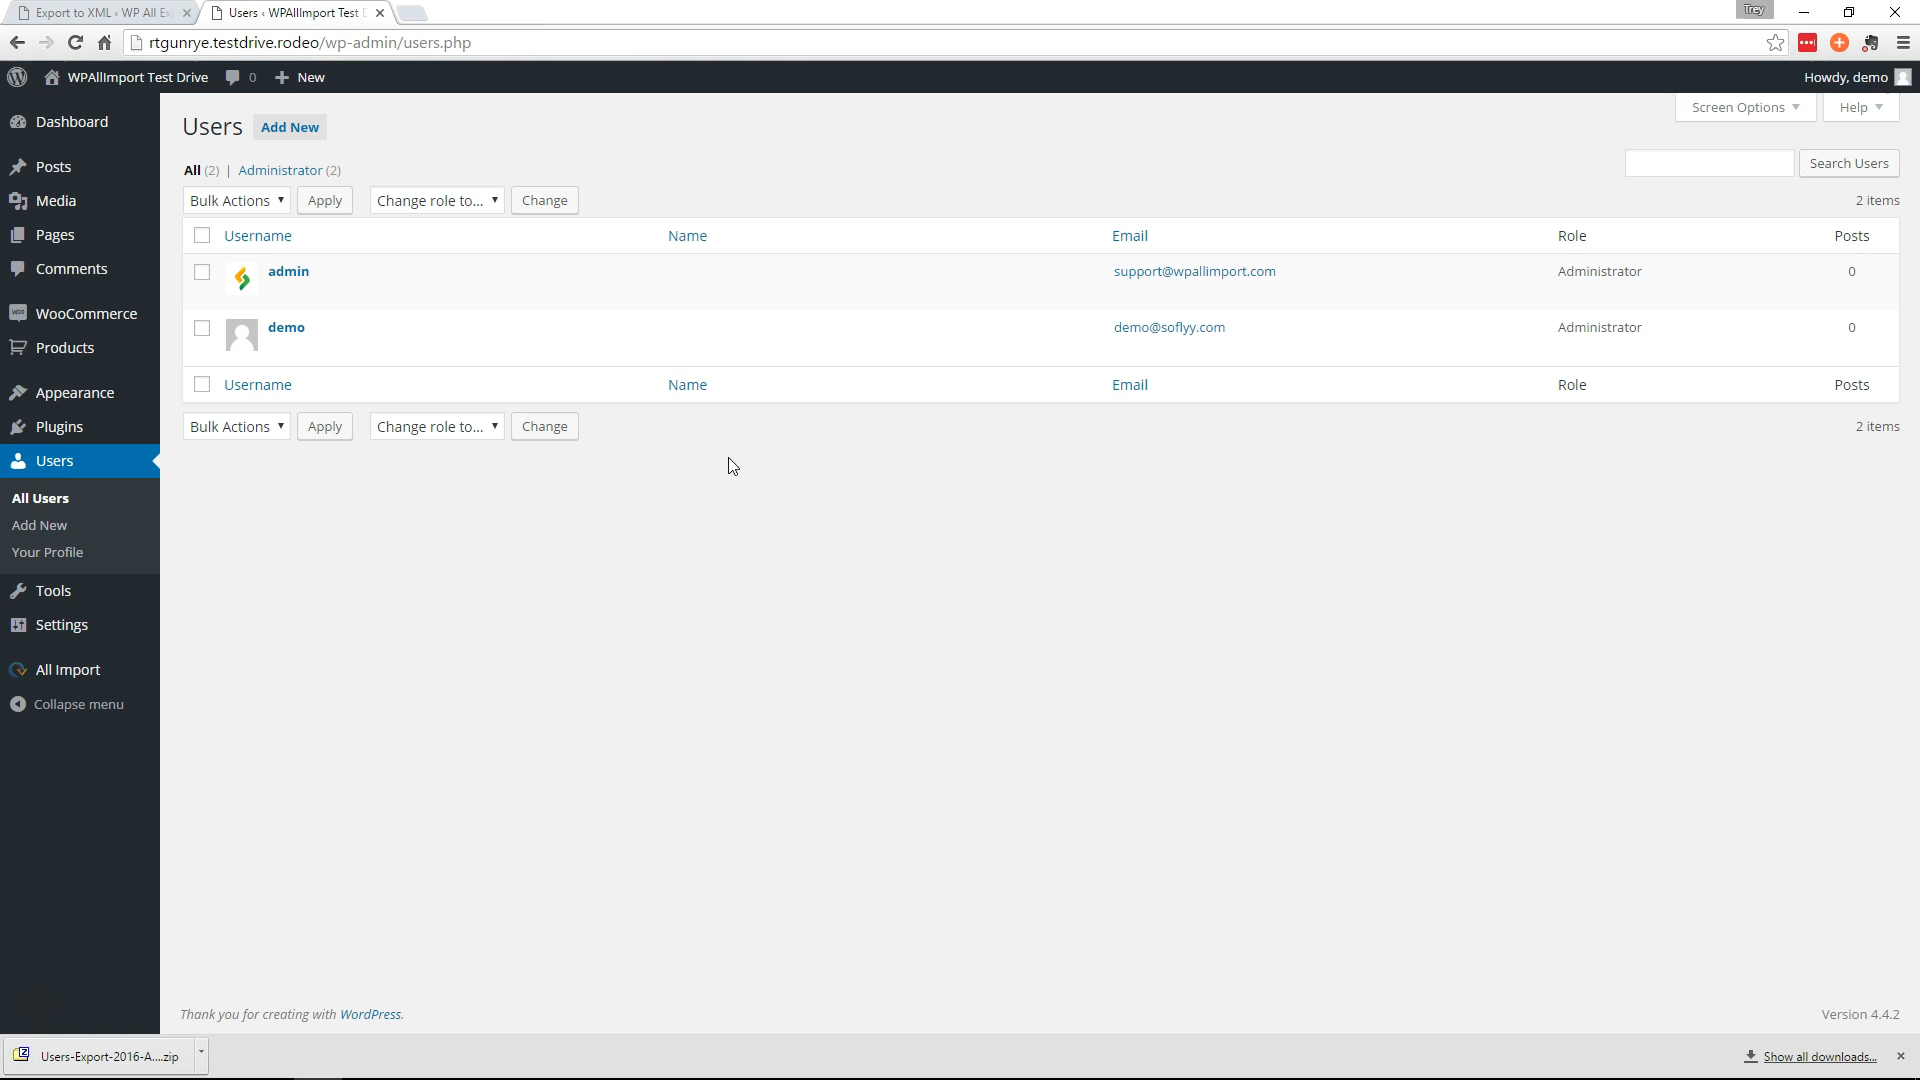 Export to XML ‹ WP All Ex
Users ‹ WPAllImport Test D
Trey
rtgunrye.testdrive.rodeo/wp-admin/users.php
WPAllImport Test Drive
0
New
Howdy, demo
Dashboard
Posts
Media
Pages
Comments
WooCommerce
Products
Appearance
Plugins
Users
All Users
Add New
Your Profile
Tools
Settings
All Import
Collapse menu
Screen Options
Help
Users Add New
All (2) | Administrator (2)
Search Users
Bulk Actions Apply Change role to... Change
2 items
Username Name Email Role Posts
admin support@wpallimport.com Administrator 0
demo demo@soflyy.com Administrator 0
Username Name Email Role Posts
Bulk Actions Apply Change role to... Change
2 items
Thank you for creating with WordPress.
Version 4.4.2
Users-Export-2016-A....zip
Show all downloads...